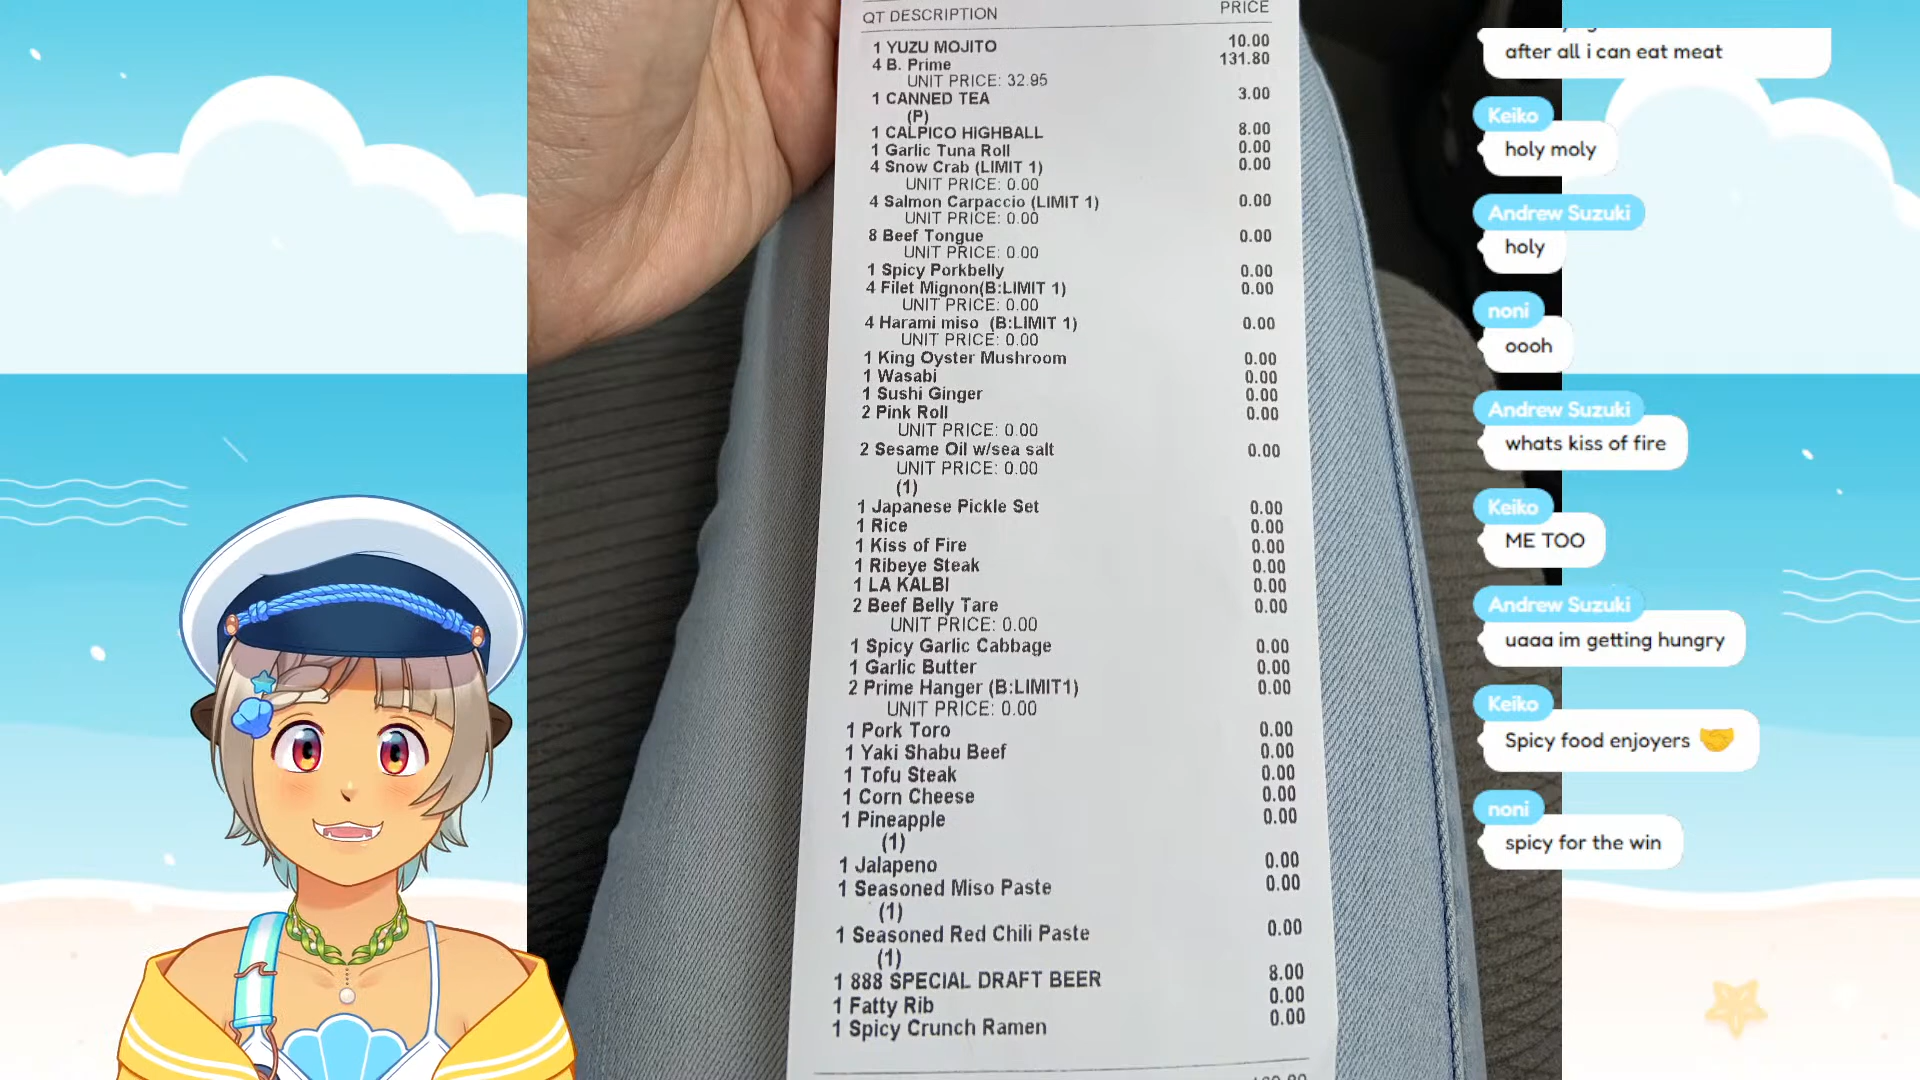 QT DESCRIPTION PRICE
1 YUZU MOJITO 10.00
4 B. Prime 131.80
UNIT PRICE: 32.95
1 CANNED TEA 3.00
(P)
1 CALPICO HIGHBALL 8.00
1 Garlic Tuna Roll 0.00
4 Snow Crab (LIMIT 1) 0.00
UNIT PRICE: 0.00
4 Salmon Carpaccio (LIMIT 1) 0.00
UNIT PRICE: 0.00
8 Beef Tongue 0.00
UNIT PRICE: 0.00
1 Spicy Porkbelly 0.00
4 Filet Mignon(B:LIMIT 1) 0.00
UNIT PRICE: 0.00
4 Harami miso (B:LIMIT 1) 0.00
UNIT PRICE: 0.00
1 King Oyster Mushroom 0.00
1 Wasabi 0.00
1 Sushi Ginger 0.00
2 Pink Roll 0.00
UNIT PRICE: 0.00
2 Sesame Oil w/sea salt 0.00
UNIT PRICE: 0.00
(1)
1 Japanese Pickle Set 0.00
1 Rice 0.00
1 Kiss of Fire 0.00
1 Ribeye Steak 0.00
1 LA KALBI 0.00
2 Beef Belly Tare 0.00
UNIT PRICE: 0.00
1 Spicy Garlic Cabbage 0.00
1 Garlic Butter 0.00
2 Prime Hanger (B:LIMIT1) 0.00
UNIT PRICE: 0.00
1 Pork Toro 0.00
1 Yaki Shabu Beef 0.00
1 Tofu Steak 0.00
1 Corn Cheese 0.00
1 Pineapple 0.00
(1)
1 Jalapeno 0.00
1 Seasoned Miso Paste 0.00
(1)
1 Seasoned Red Chili Paste 0.00
(1)
1 888 SPECIAL DRAFT BEER 8.00
1 Fatty Rib 0.00
1 Spicy Crunch Ramen 0.00
after all i can eat meat
Keiko
holy moly
Andrew Suzuki
holy
noni
oooh
Andrew Suzuki
whats kiss of fire
Keiko
ME TOO
Andrew Suzuki
uaaa im getting hungry
Keiko
Spicy food enjoyers
noni
spicy for the win